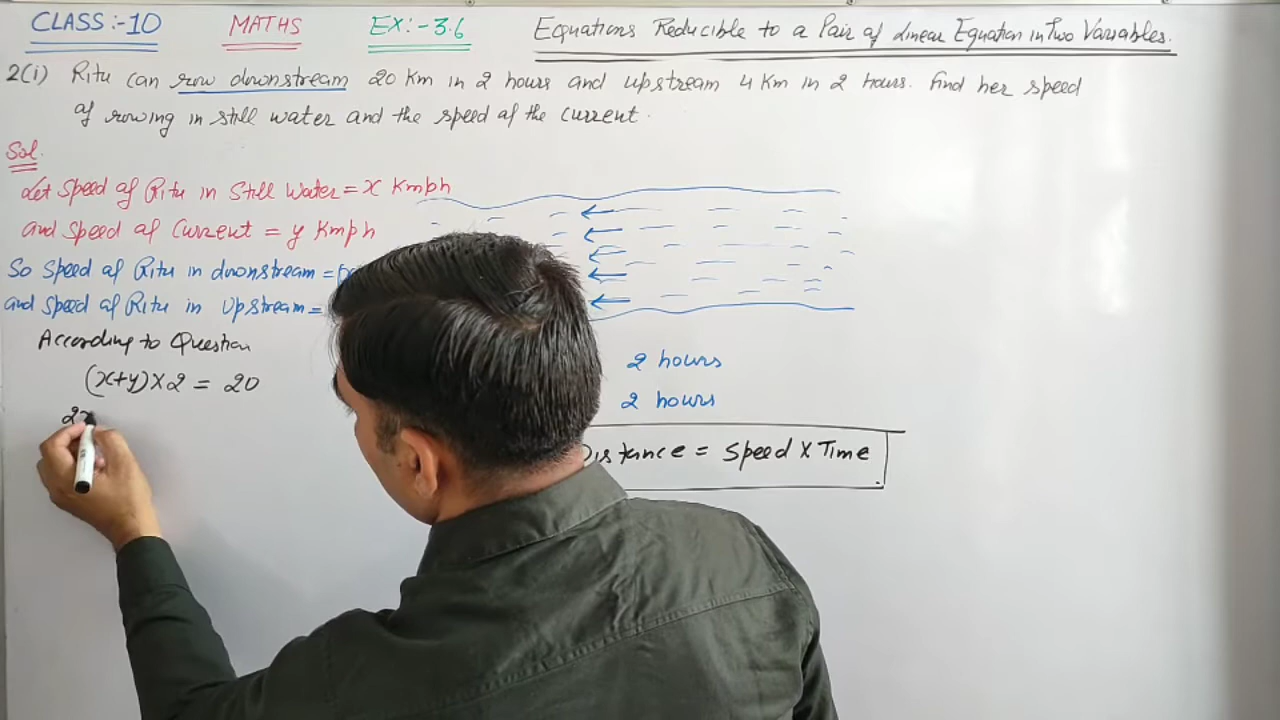 CLASS:-10 MATHS EX:-3.6 Equations Reducible to a Pair of Linear Equation in Two Variables.
2(i) Ritu can row downstream 20 Km in 2 hours and upstream 4 Km in 2 hours. Find her speed
of rowing in still water and the speed of the current.
Sol.
Let speed of Ritu in Still Water = x Kmph
and speed of Current = y Kmph
So speed of Ritu in downstream =
and speed of Ritu in Upstream =
According to Question
(x+y)×2 = 20
2x
2 hours
2 hours
Distance = Speed × Time